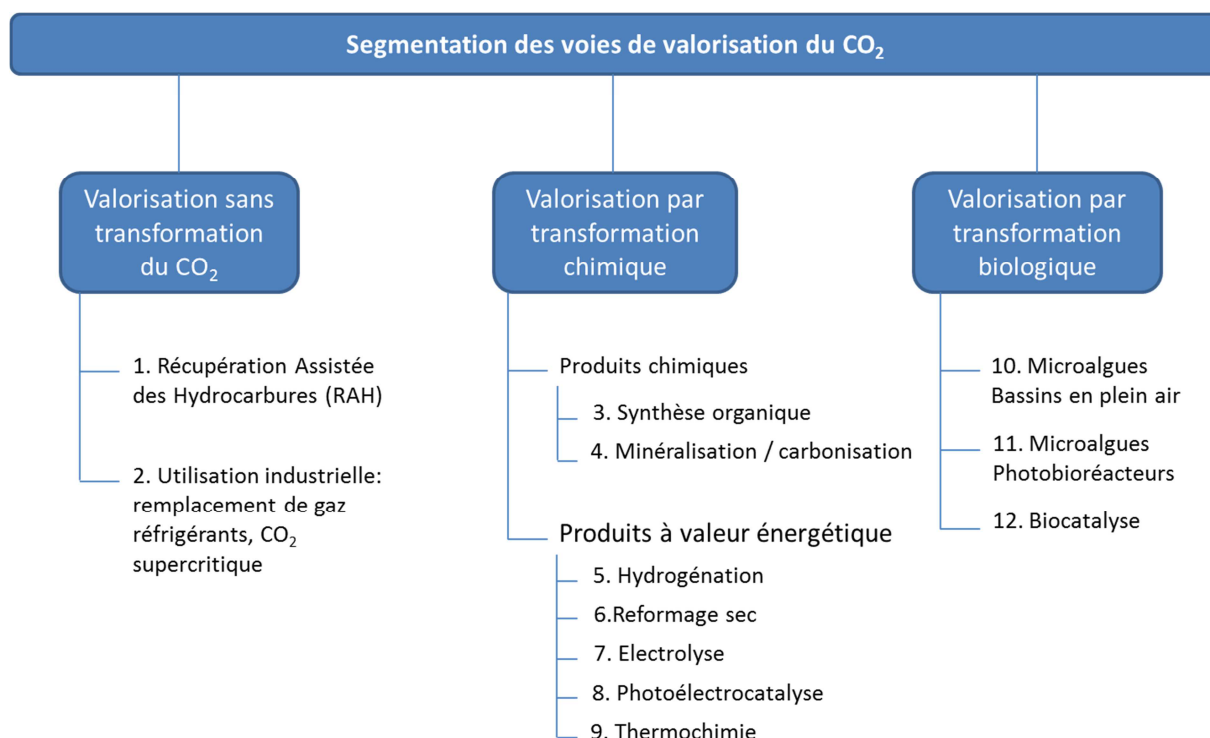 Segmentation des voies de valorisation du CO₂
Valorisation sans
transformation
du CO₂
1. Récupération Assistée
des Hydrocarbures (RAH)
2. Utilisation industrielle:
remplacement de gaz
réfrigérants, CO₂
supercritique
Valorisation par
transformation
chimique
Produits chimiques
3. Synthèse organique
4. Minéralisation / carbonisation
Produits à valeur énergétique
5. Hydrogénation
6.Reformage sec
7. Electrolyse
8. Photoélectrocatalyse
9. Thermochimie
Valorisation par
transformation
biologique
10. Microalgues
Bassins en plein air
11. Microalgues
Photobioréacteurs
12. Biocatalyse